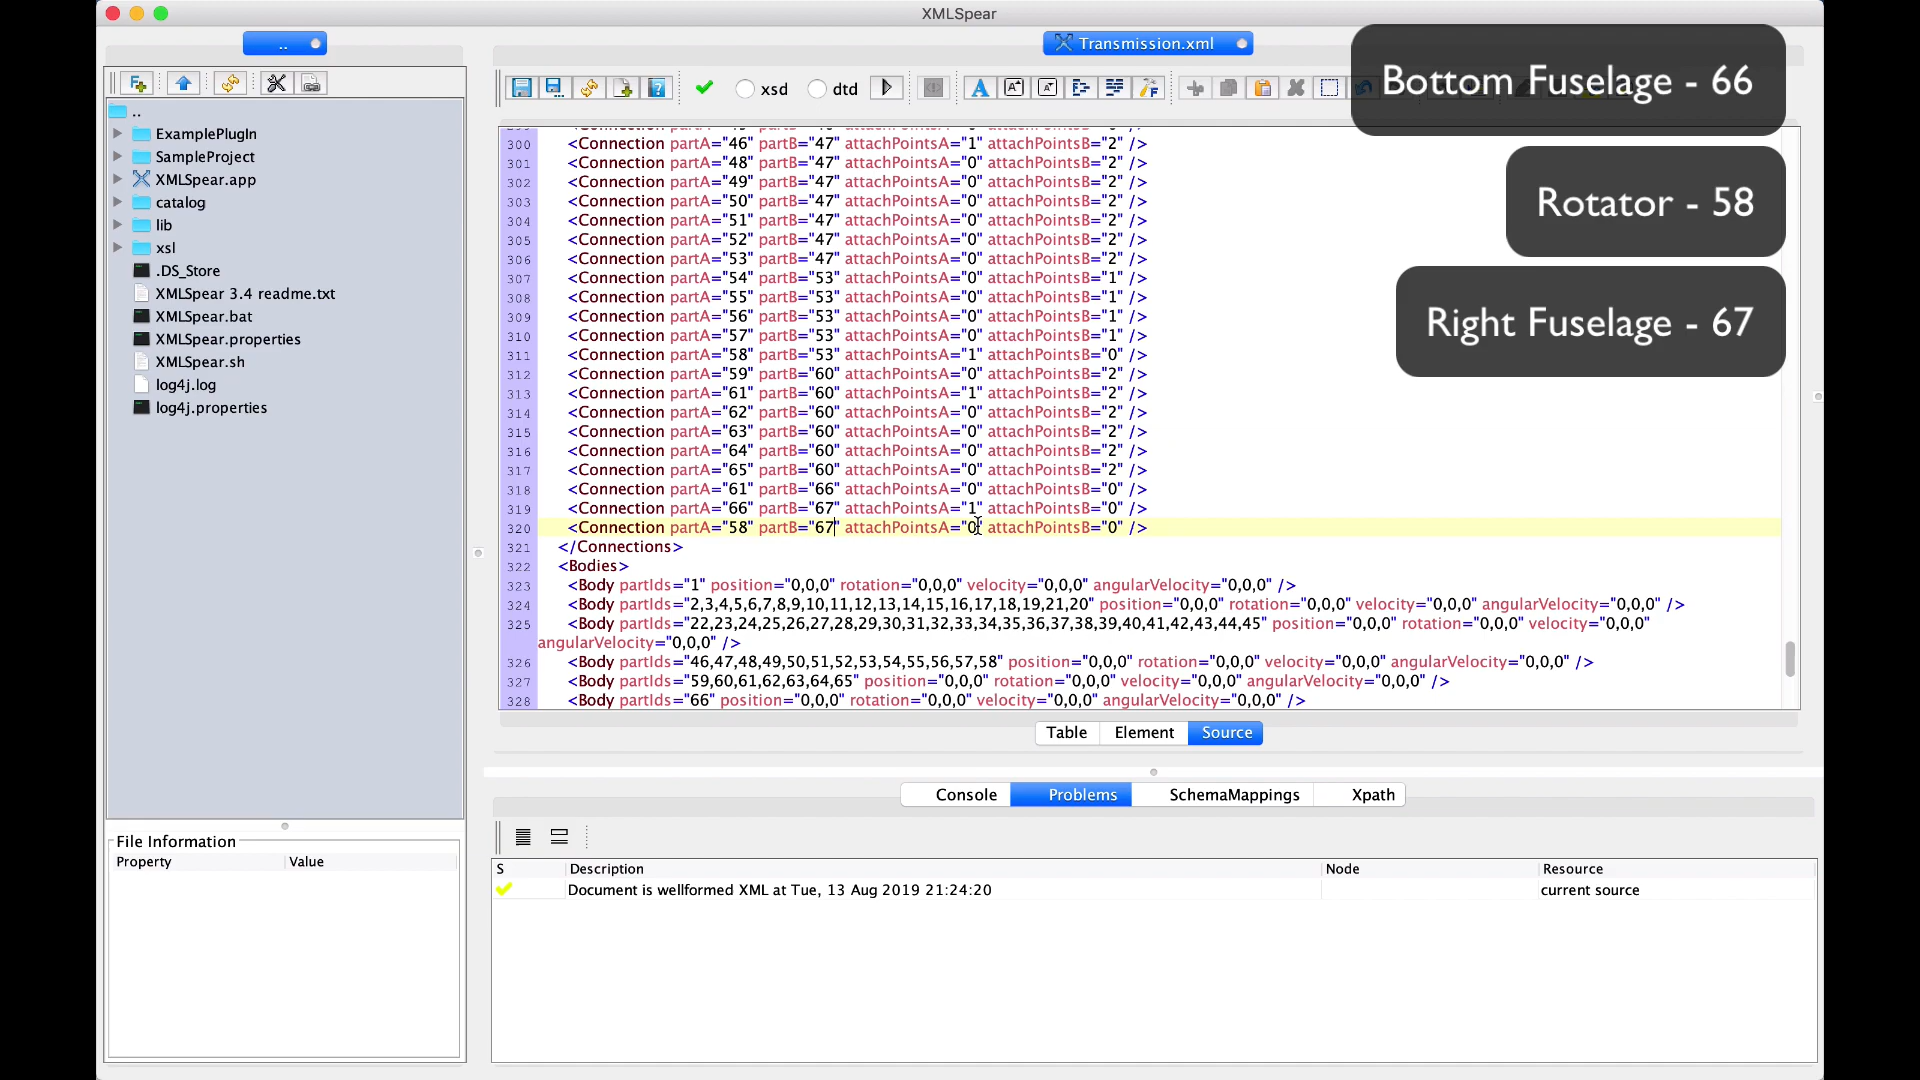 XMLSpear
..
Transmission.xml
Bottom Fuselage - 66
Rotator - 58
Right Fuselage - 67
xsd
dtd
..
ExamplePlugIn
SampleProject
XMLSpear.app
catalog
lib
xsl
.DS_Store
XMLSpear 3.4 readme.txt
XMLSpear.bat
XMLSpear.properties
XMLSpear.sh
log4j.log
log4j.properties
File Information
Property Value
300 <Connection partA="46" partB="47" attachPointsA="1" attachPointsB="2" />
301 <Connection partA="48" partB="47" attachPointsA="0" attachPointsB="2" />
302 <Connection partA="49" partB="47" attachPointsA="0" attachPointsB="2" />
303 <Connection partA="50" partB="47" attachPointsA="0" attachPointsB="2" />
304 <Connection partA="51" partB="47" attachPointsA="0" attachPointsB="2" />
305 <Connection partA="52" partB="47" attachPointsA="0" attachPointsB="2" />
306 <Connection partA="53" partB="47" attachPointsA="0" attachPointsB="2" />
307 <Connection partA="54" partB="53" attachPointsA="0" attachPointsB="1" />
308 <Connection partA="55" partB="53" attachPointsA="0" attachPointsB="1" />
309 <Connection partA="56" partB="53" attachPointsA="0" attachPointsB="1" />
310 <Connection partA="57" partB="53" attachPointsA="0" attachPointsB="1" />
311 <Connection partA="58" partB="53" attachPointsA="1" attachPointsB="0" />
312 <Connection partA="59" partB="60" attachPointsA="0" attachPointsB="2" />
313 <Connection partA="61" partB="60" attachPointsA="1" attachPointsB="2" />
314 <Connection partA="62" partB="60" attachPointsA="0" attachPointsB="2" />
315 <Connection partA="63" partB="60" attachPointsA="0" attachPointsB="2" />
316 <Connection partA="64" partB="60" attachPointsA="0" attachPointsB="2" />
317 <Connection partA="65" partB="60" attachPointsA="0" attachPointsB="2" />
318 <Connection partA="61" partB="66" attachPointsA="0" attachPointsB="0" />
319 <Connection partA="66" partB="67" attachPointsA="1" attachPointsB="0" />
320 <Connection partA="58" partB="67" attachPointsA="0" attachPointsB="0" />
321 </Connections>
322 <Bodies>
323 <Body partIds="1" position="0,0,0" rotation="0,0,0" velocity="0,0,0" angularVelocity="0,0,0" />
324 <Body partIds="2,3,4,5,6,7,8,9,10,11,12,13,14,15,16,17,18,19,21,20" position="0,0,0" rotation="0,0,0" velocity="0,0,0" angularVelocity="0,0,0" />
325 <Body partIds="22,23,24,25,26,27,28,29,30,31,32,33,34,35,36,37,38,39,40,41,42,43,44,45" position="0,0,0" rotation="0,0,0" velocity="0,0,0"
angularVelocity="0,0,0" />
326 <Body partIds="46,47,48,49,50,51,52,53,54,55,56,57,58" position="0,0,0" rotation="0,0,0" velocity="0,0,0" angularVelocity="0,0,0" />
327 <Body partIds="59,60,61,62,63,64,65" position="0,0,0" rotation="0,0,0" velocity="0,0,0" angularVelocity="0,0,0" />
328 <Body partIds="66" position="0,0,0" rotation="0,0,0" velocity="0,0,0" angularVelocity="0,0,0" />
Table Element Source
Console Problems SchemaMappings Xpath
S Description Node Resource
Document is wellformed XML at Tue, 13 Aug 2019 21:24:20 current source